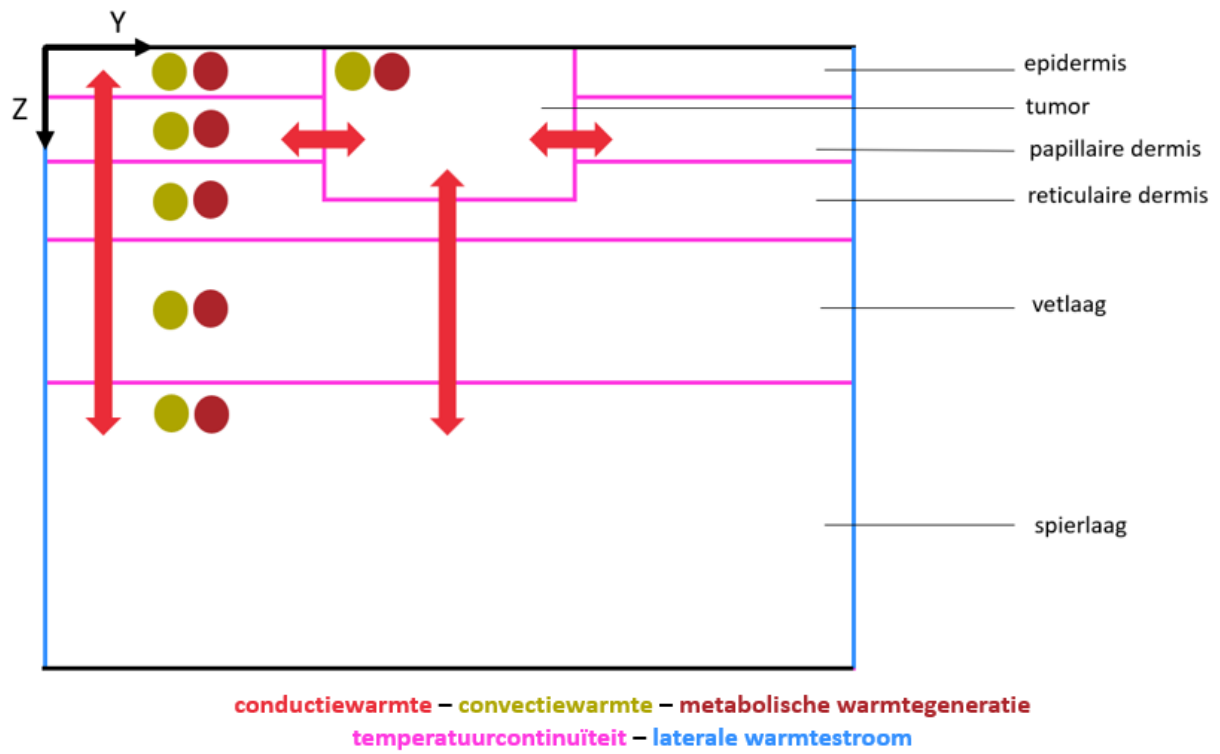 Y
Z
epidermis
tumor
papillaire dermis
reticulaire dermis
vetlaag
spierlaag
conductiewarmte – convectiewarmte – metabolische warmtegeneratie
temperatuurcontinuïteit – laterale warmtestroom